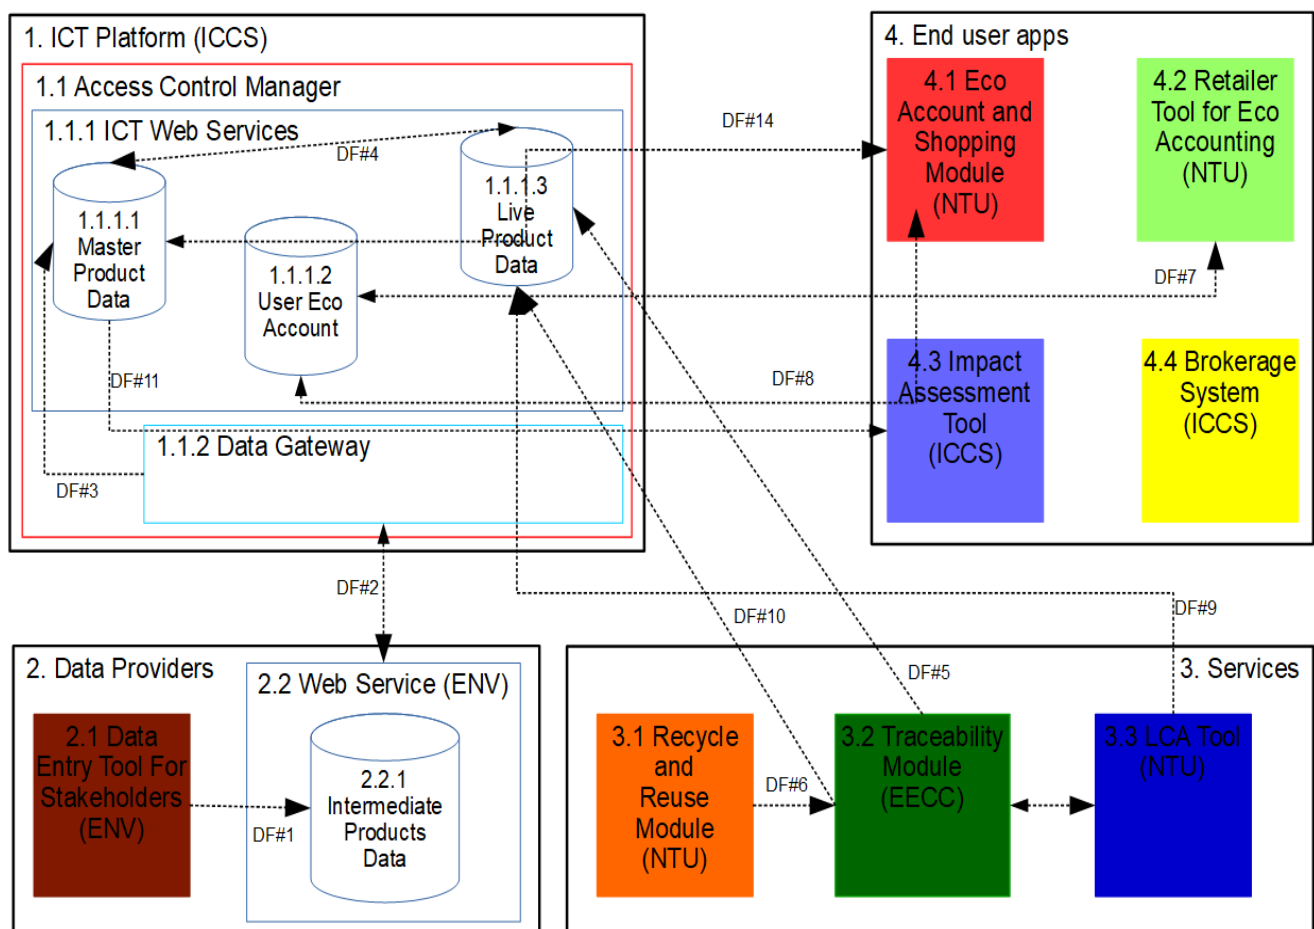 1. ICT Platform (ICCS)
1.1 Access Control Manager
1.1.1 ICT Web Services
DF#4
1.1.1.1
Master
Product
Data
1.1.1.2
User Eco
Account
1.1.1.3
Live
Product
Data
DF#11
1.1.2 Data Gateway
DF#3
DF#14
DF#7
DF#8
4. End user apps
4.1 Eco
Account and
Shopping
Module
(NTU)
4.2 Retailer
Tool for Eco
Accounting
(NTU)
4.3 Impact
Assessment
Tool
(ICCS)
4.4 Brokerage
System
(ICCS)
DF#2
DF#10
DF#9
DF#5
2. Data Providers
2.1 Data
Entry Tool For
Stakeholders
(ENV)
DF#1
2.2 Web Service (ENV)
2.2.1
Intermediate
Products
Data
3. Services
3.1 Recycle
and
Reuse
Module
(NTU)
DF#6
3.2 Traceability
Module
(EECC)
3.3 LCA Tool
(NTU)